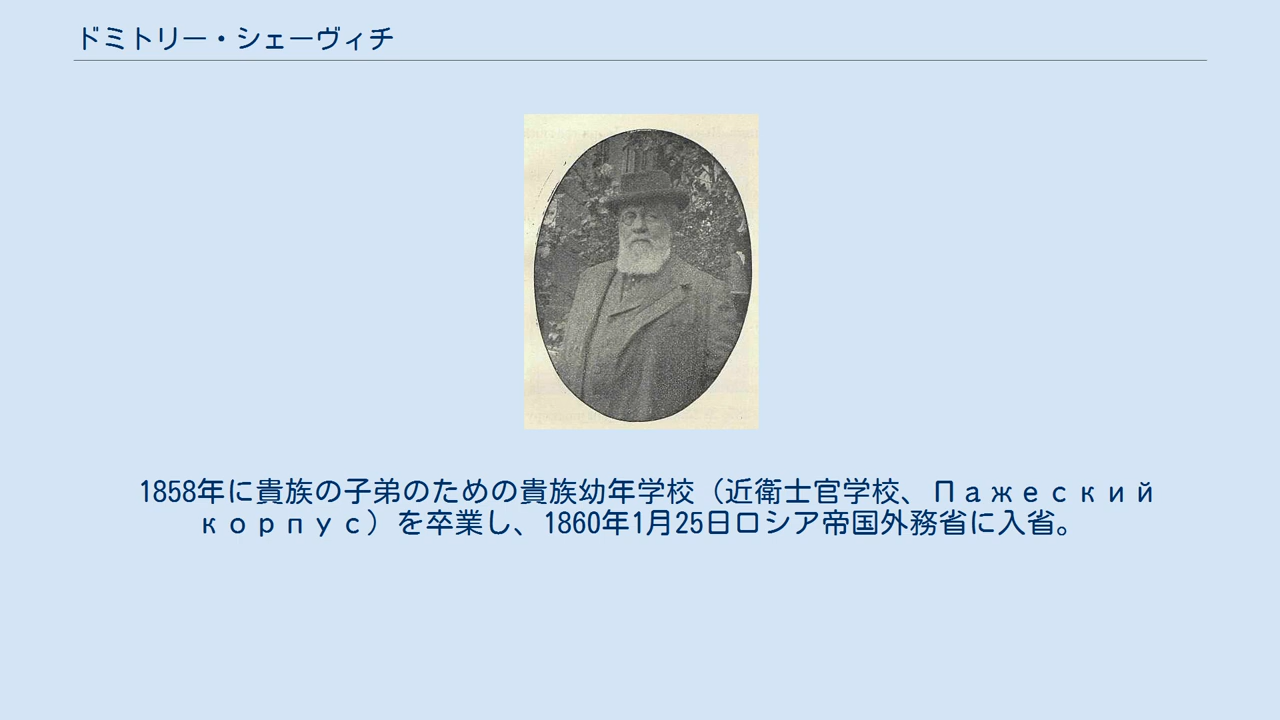 ドミトリー・シェーヴィチ
1858年に貴族の子弟のための貴族幼年学校（近衛士官学校、Пажеский
корпус）を卒業し、1860年1月25日ロシア帝国外務省に入省。